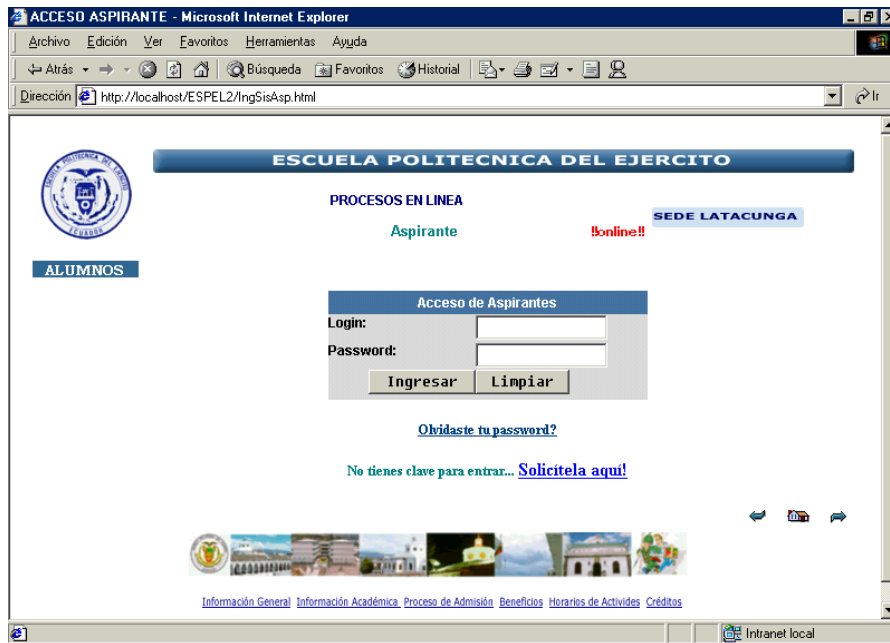 ACCESO ASPIRANTE - Microsoft Internet Explorer
Archivo Edición Ver Favoritos Herramientas Ayuda
Atrás Búsqueda Favoritos Historial
Dirección http://localhost/ESPEL2/IngSisAsp.html Ir
ESCUELA POLITECNICA DEL EJERCITO
PROCESOS EN LINEA
SEDE LATACUNGA
Aspirante !!online!!
ALUMNOS
Acceso de Aspirantes
Login:
Password:
Ingresar Limpiar
Olvidaste tu password?
No tienes clave para entrar... Solicítela aquí!
Información General Información Académica Proceso de Admisión Beneficios Horarios de Activides Créditos
Intranet local